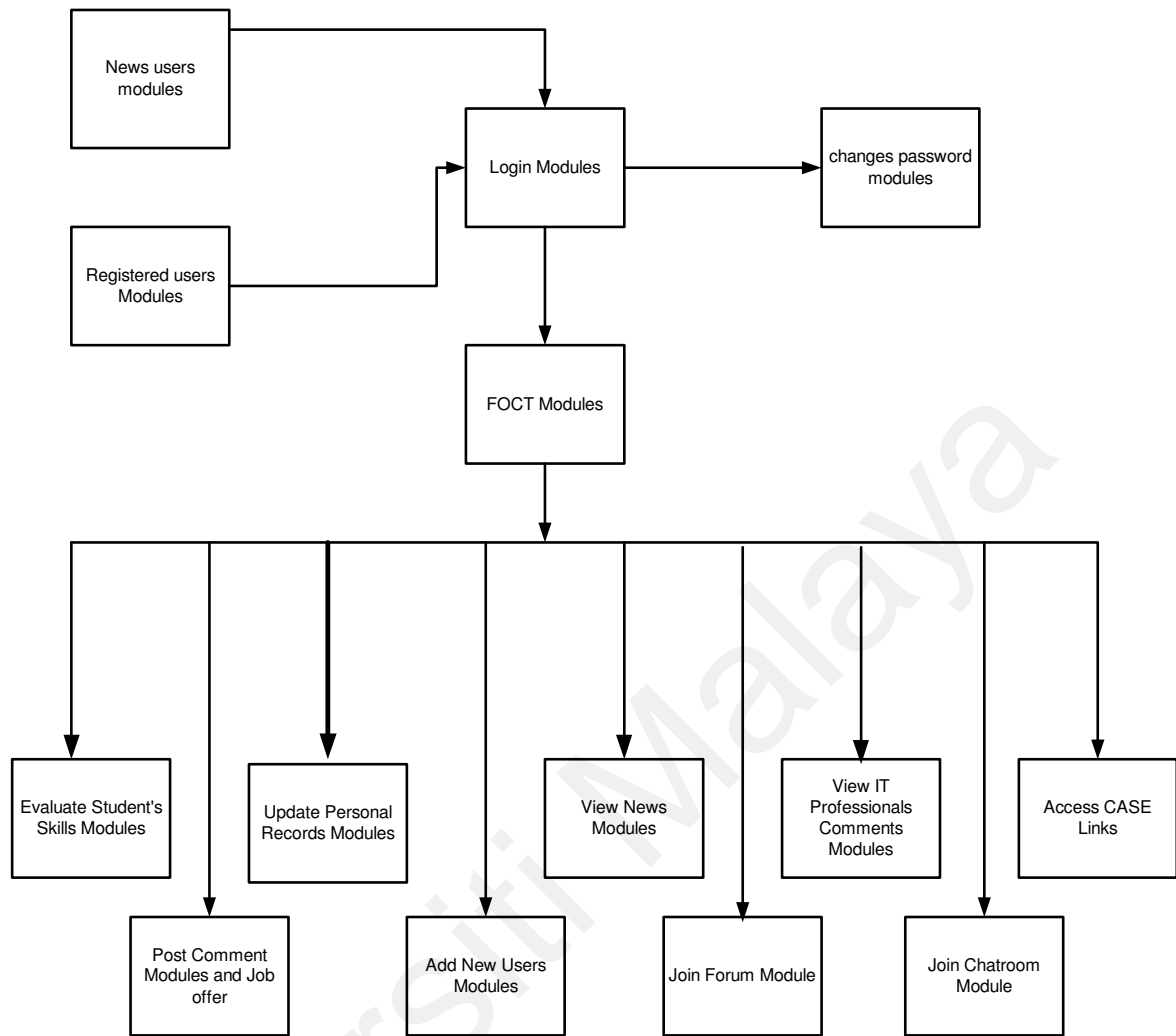 News users
modules
Login Modules
changes password
modules
Registered users
Modules
FOCT Modules
Evaluate Student's
Skills Modules
Update Personal
Records Modules
View News
Modules
View IT
Professionals
Comments
Modules
Access CASE
Links
Post Comment
Modules and Job
offer
Add New Users
Modules
Join Forum Module
Join Chatroom
Module
rsiti Malaya